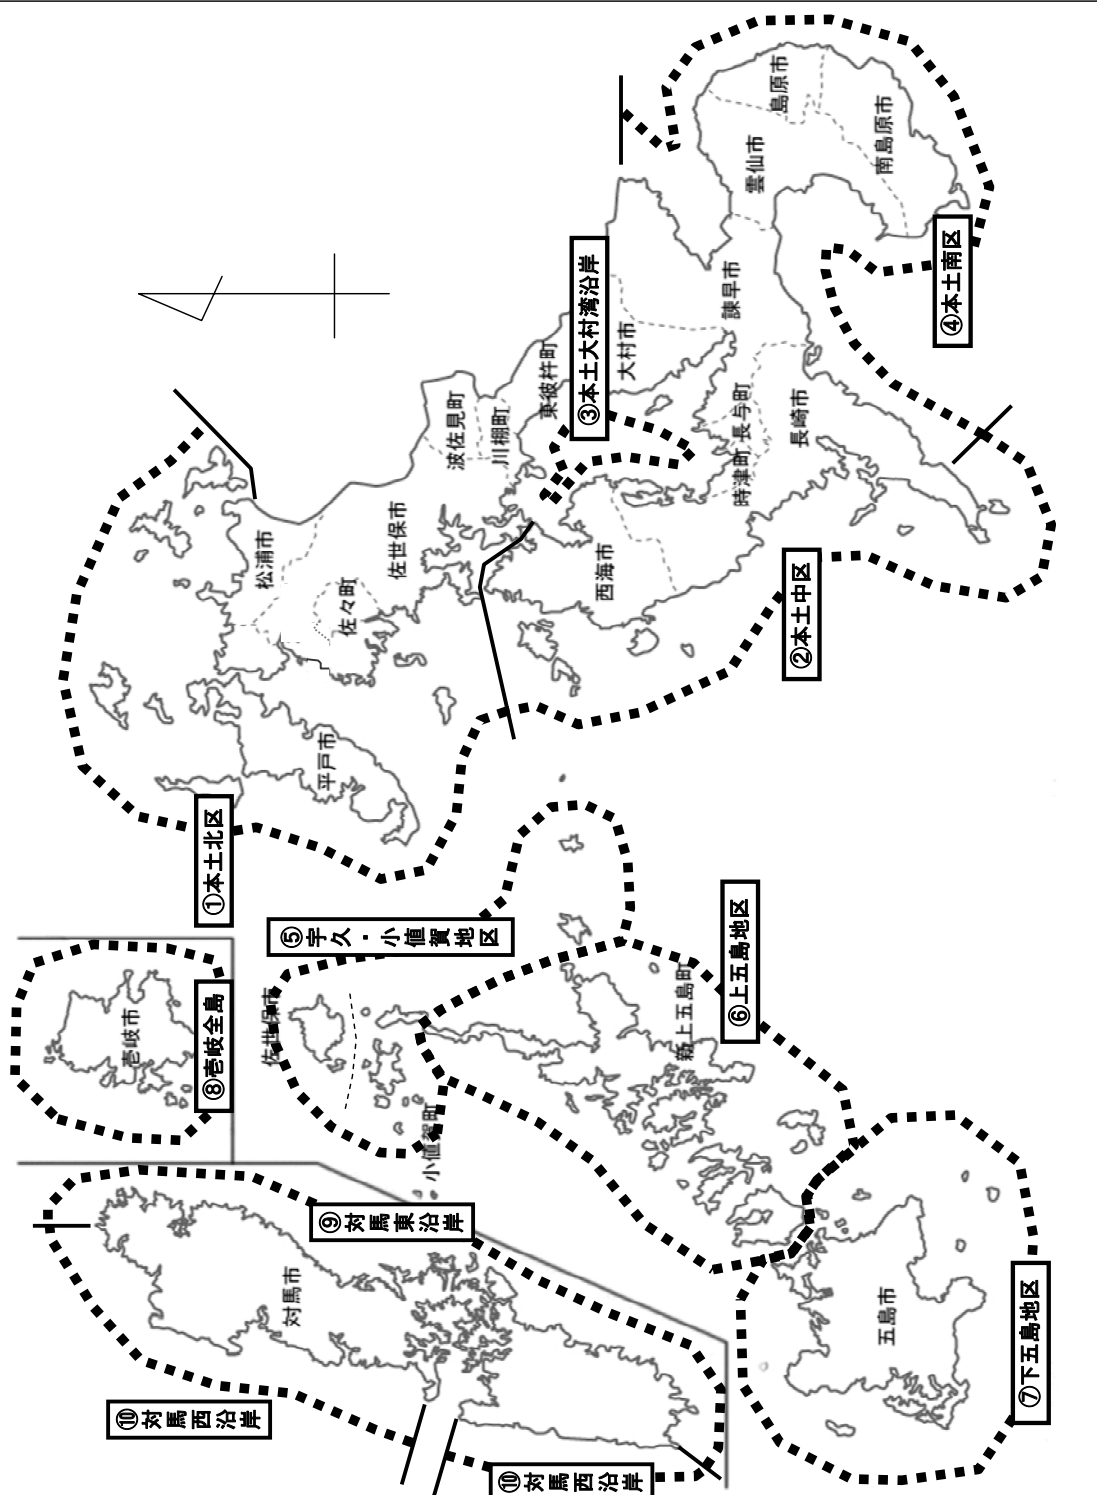 ①本土北区
②本土中区
③本土大村湾沿岸
④本土南区
⑤宇久・小値賀地区
⑥上五島地区
⑦下五島地区
⑧壱岐全島
⑨対馬東沿岸
⑩対馬西沿岸
⑩対馬西沿岸
松浦市
佐々町
佐世保市
平戸市
波佐見町
川棚町
東彼杵町
大村市
西海市
時津町
長与町
長崎市
諫早市
雲仙市
島原市
南島原市
壱岐市
佐世保市
小値賀町
新上五島町
五島市
対馬市